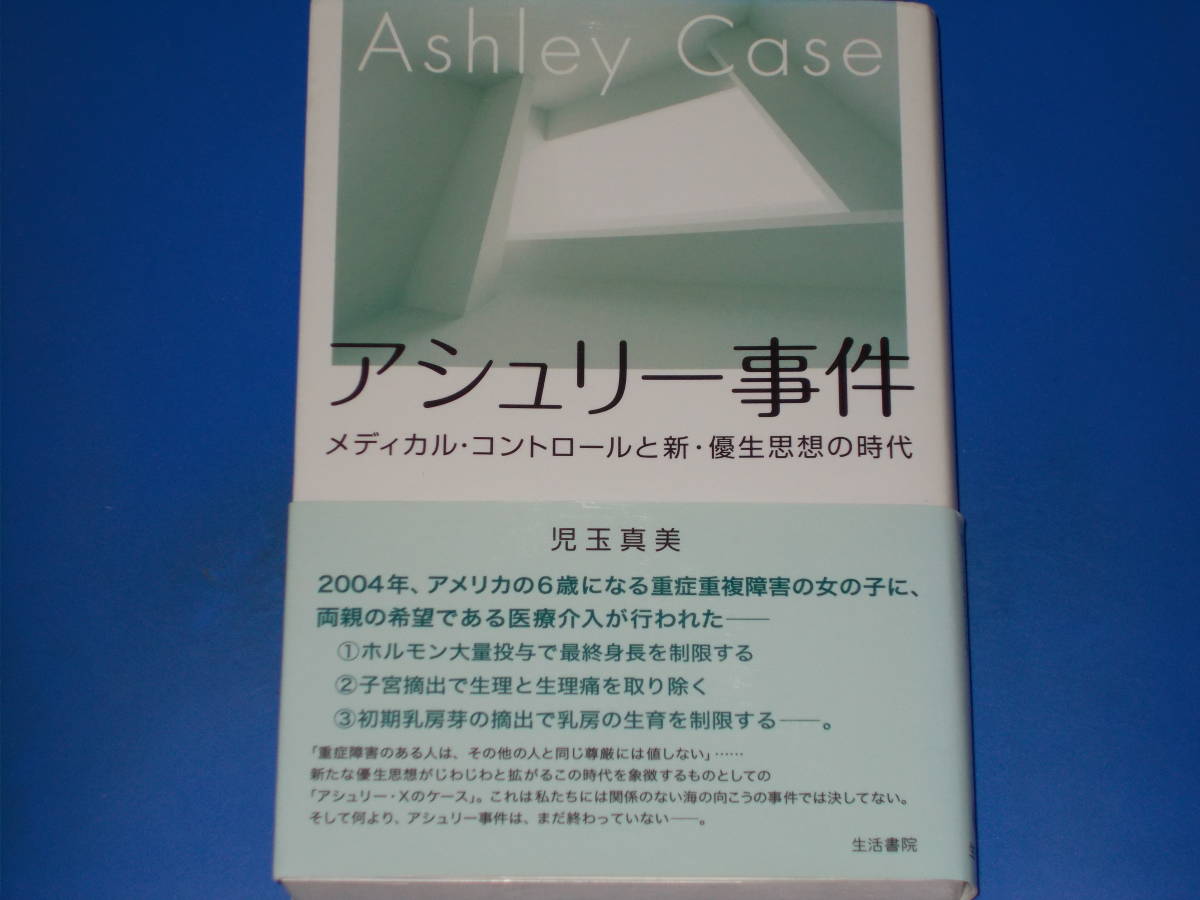 Ashley Case
アシュリー事件
メディカル・コントロールと新・優生思想の時代
児玉真美
2004年、アメリカの6歳になる重症重複障害の女の子に、
両親の希望である医療介入が行われた——
①ホルモン大量投与で最終身長を制限する
②子宮摘出で生理と生理痛を取り除く
③初期乳房芽の摘出で乳房の生育を制限する——。
「重症障害のある人は、その他の人と同じ尊厳には値しない」……
新たな優生思想がじわじわと拡がるこの時代を象徴するものとしての
「アシュリー・Xのケース」。これは私たちには関係のない海の向こうの事件では決してない。
そして何より、アシュリー事件は、まだ終わっていない——。
生活書院